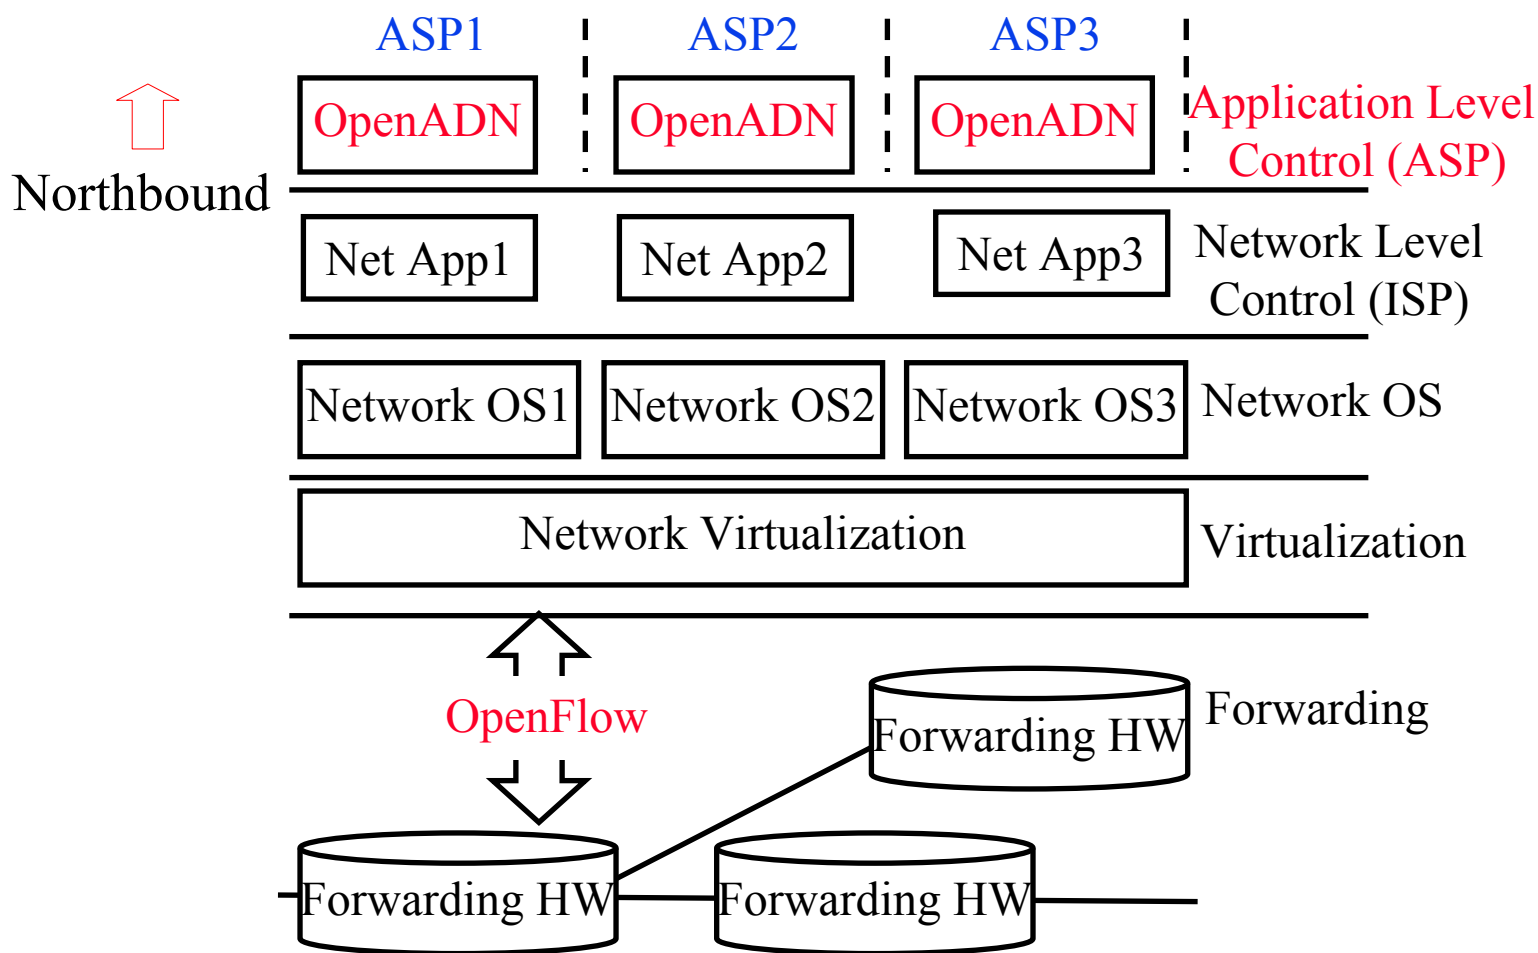 ASP1 ASP2 ASP3
OpenADN OpenADN OpenADN
Application Level
Control (ASP)
Northbound
Net App1 Net App2 Net App3
Network Level
Control (ISP)
Network OS1 Network OS2 Network OS3 Network OS
Network Virtualization Virtualization
OpenFlow
Forwarding HW Forwarding
Forwarding HW Forwarding HW